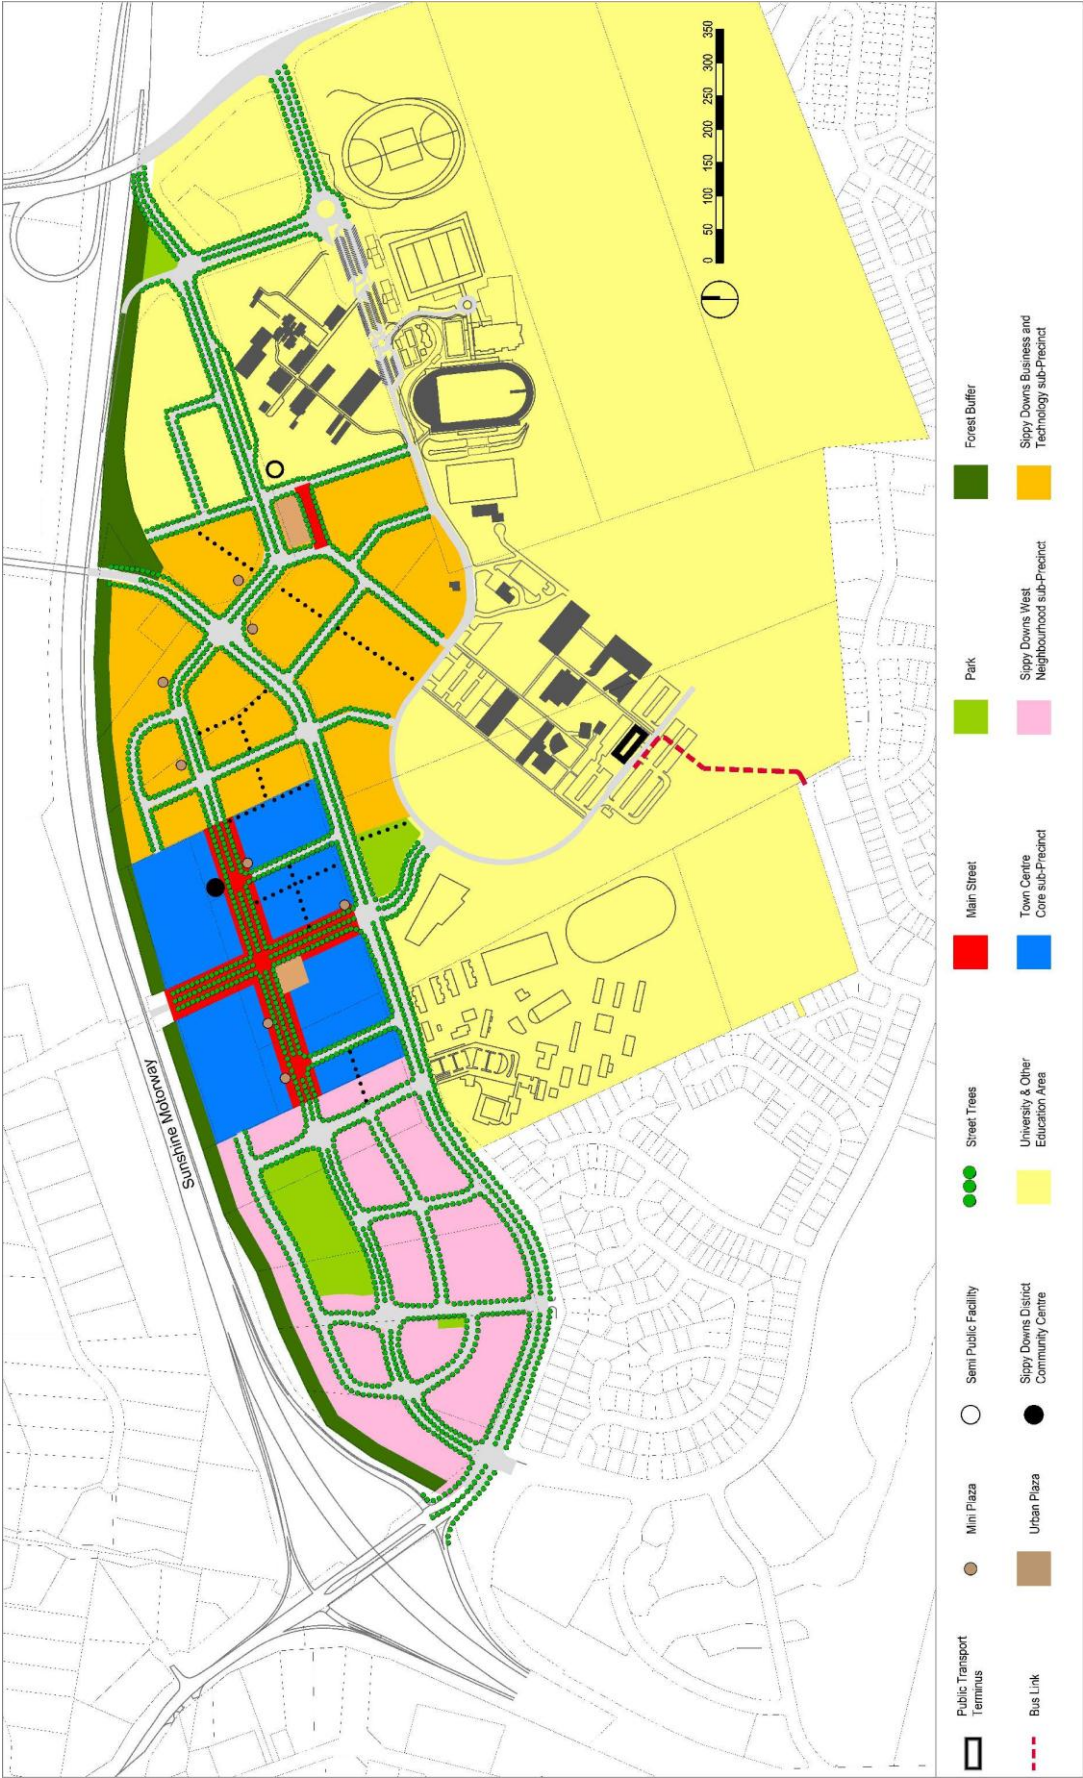 Sunshine Motorway
0 50 100 150 200 250 300 350
Public Transport
Terminus
Mini Plaza
Semi Public Facility
Street Trees
Main Street
Park
Forest Buffer
Bus Link
Urban Plaza
Sippy Downs District
Community Centre
University & Other
Education Area
Town Centre
Core sub-Precinct
Sippy Downs West
Neighbourhood sub-Precinct
Sippy Downs Business and
Technology sub-Precinct